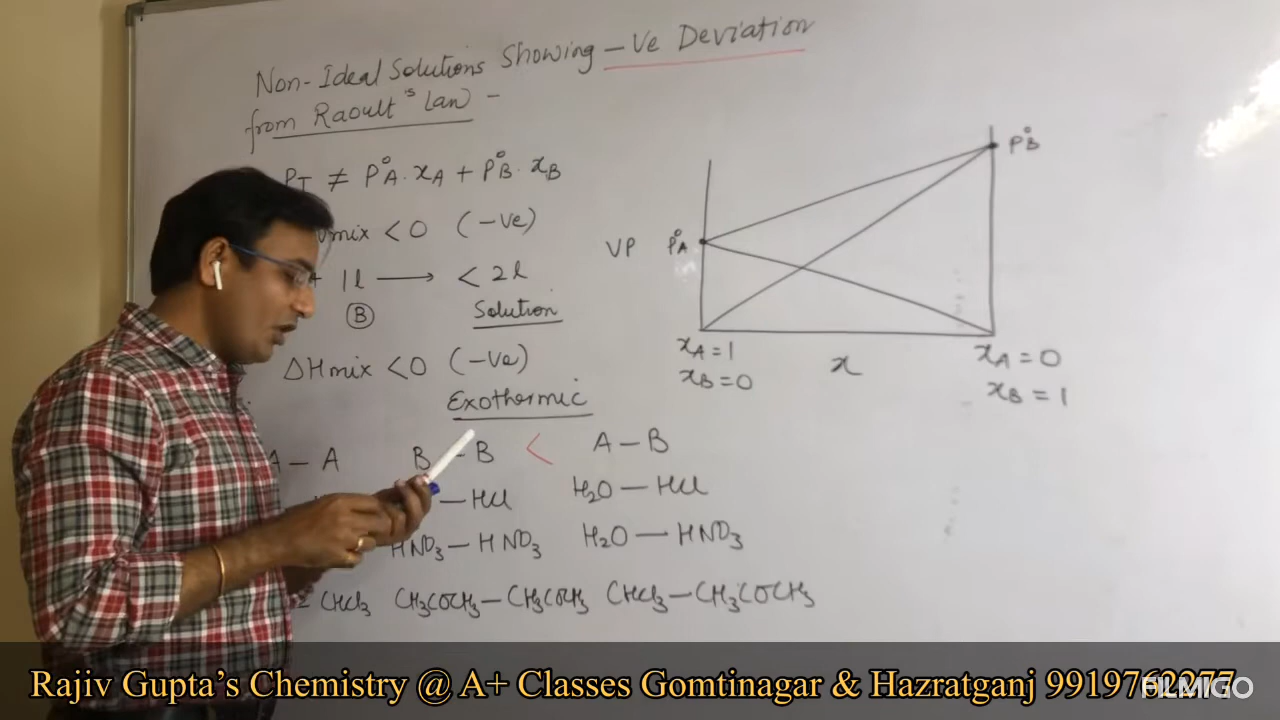 Non-Ideal Solutions Showing -Ve Deviation
from Raoult's Law -
PT ≠ P°A. xA + P°B. xB
mix < 0 (-Ve)
1l ⟶ < 2l
Ⓑ Solution
ΔHmix < 0 (-Ve)
Exothermic
A - A B - B < A - B
- HCl H2O - HCl
HNO3 - HNO3 H2O - HNO3
CHCl3 CH3COCH3 - CH3COCH3 CHCl3 - CH3COCH3
P°B
VP P°A
xA = 1 xA = 0
xB = 0 x xB = 1
Rajiv Gupta's Chemistry @ A+ Classes Gomtinagar & Hazratganj 9919762277
FILMIGO